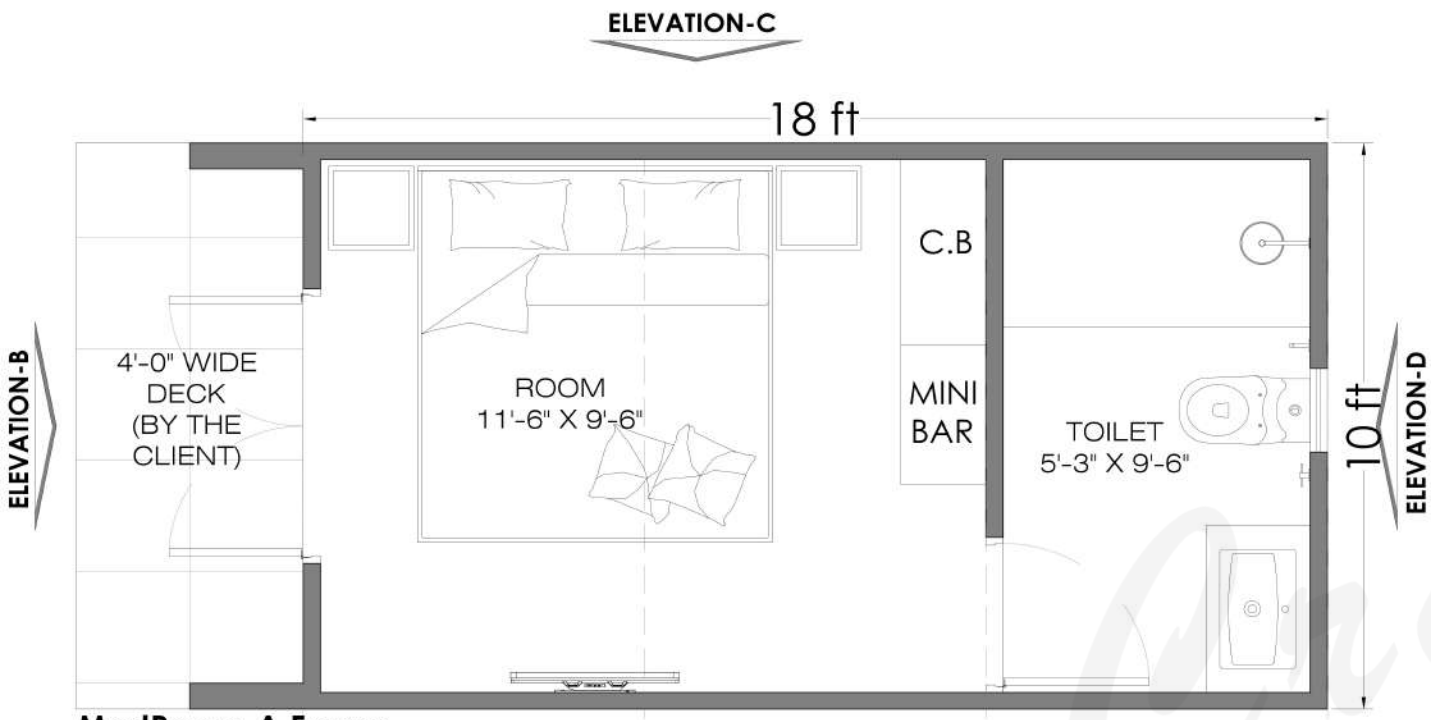 ELEVATION-C
18 ft
C.B
4'-0" WIDE
DECK
(BY THE
CLIENT)
ROOM
11'-6" X 9'-6"
MINI
BAR
TOILET
5'-3" X 9'-6"
10 ft
ELEVATION-B
ELEVATION-D